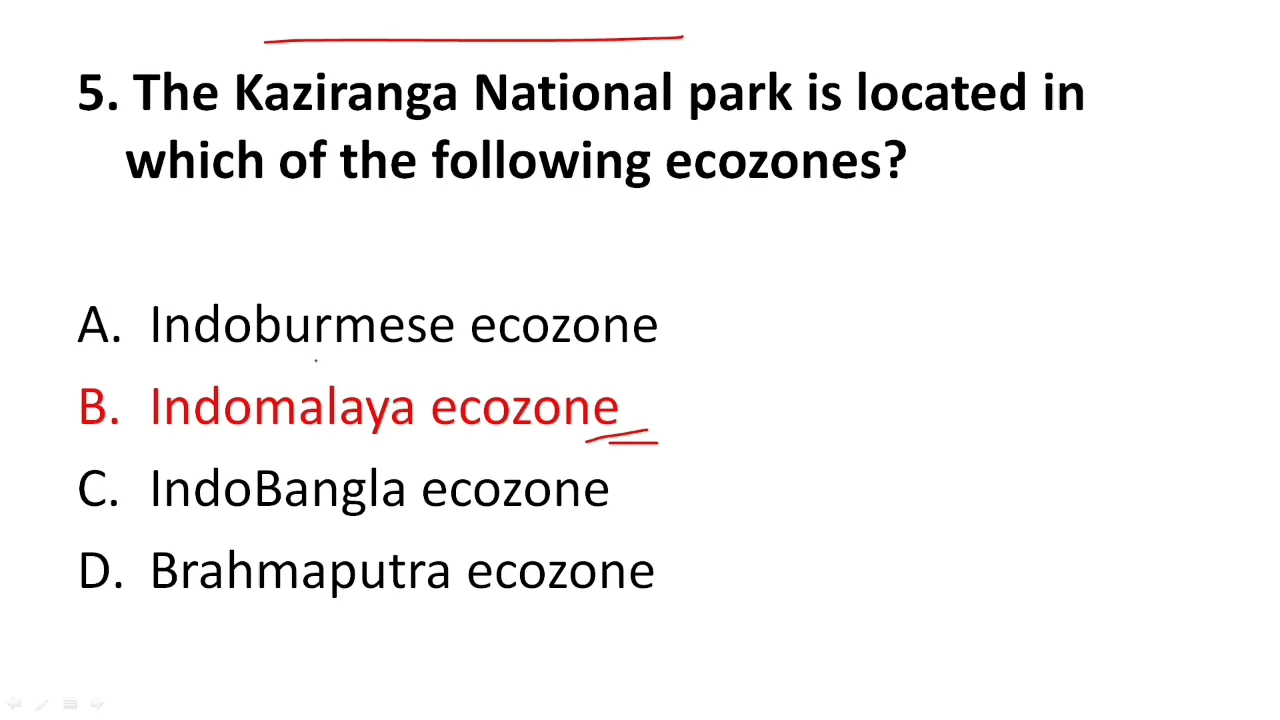 5. The Kaziranga National park is located in
which of the following ecozones?
A. Indoburmese ecozone
B. Indomalaya ecozone
C. IndoBangla ecozone
D. Brahmaputra ecozone